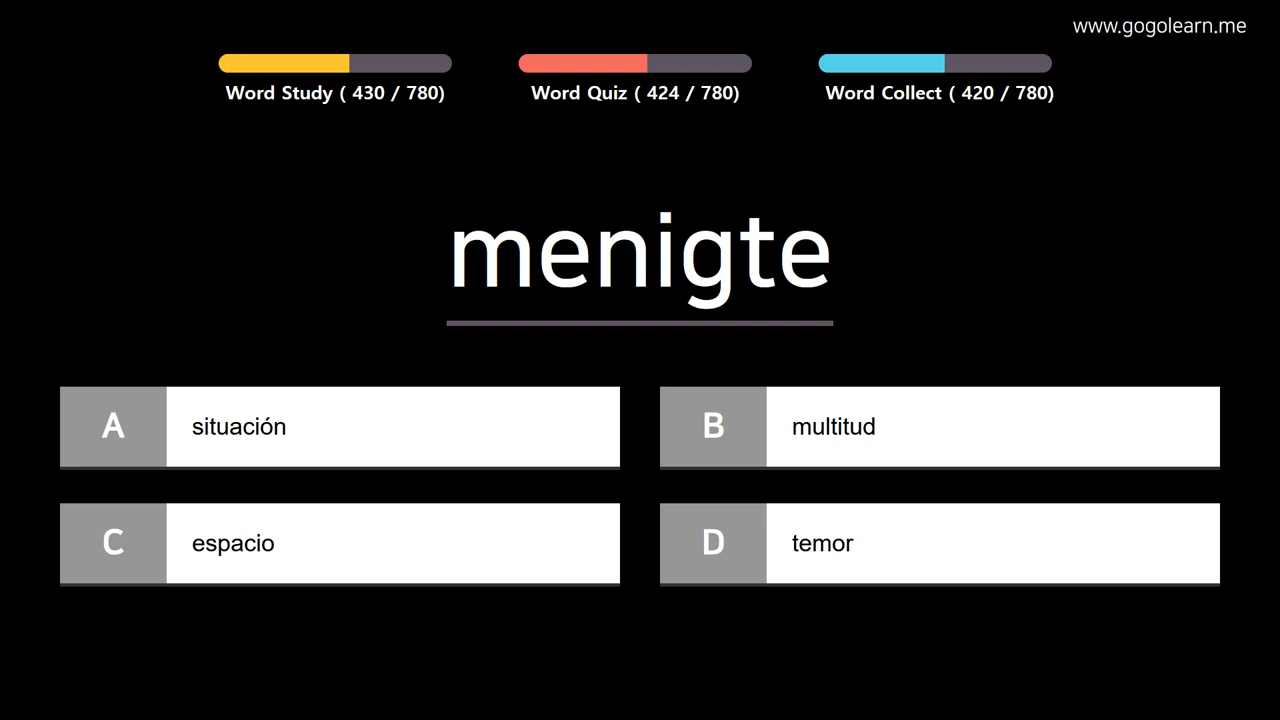 www.gogolearn.me
Word Study ( 430 / 780)
Word Quiz ( 424 / 780)
Word Collect ( 420 / 780)
menigte
A situación
B multitud
C espacio
D temor